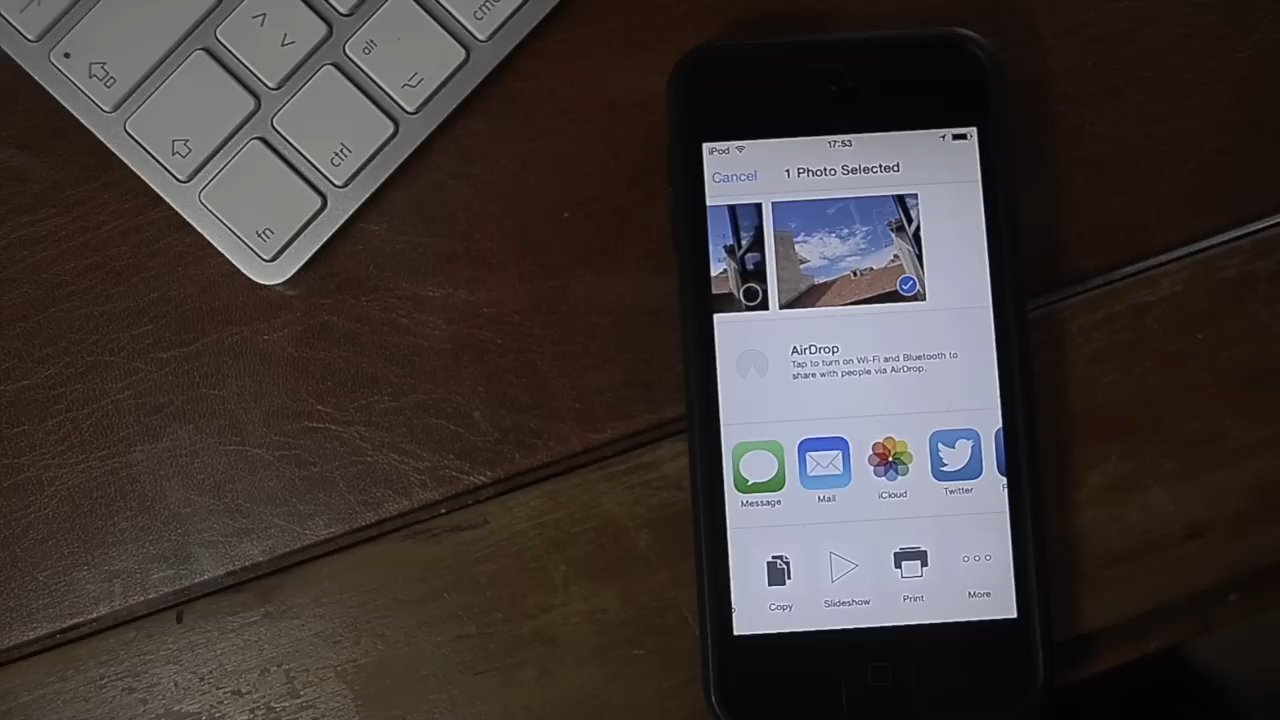 alt
cmd
ctrl
fn
iPod 17:53
Cancel 1 Photo Selected
AirDrop
Tap to turn on Wi-Fi and Bluetooth to
share with people via AirDrop.
Message Mail iCloud Twitter
Copy Slideshow Print More